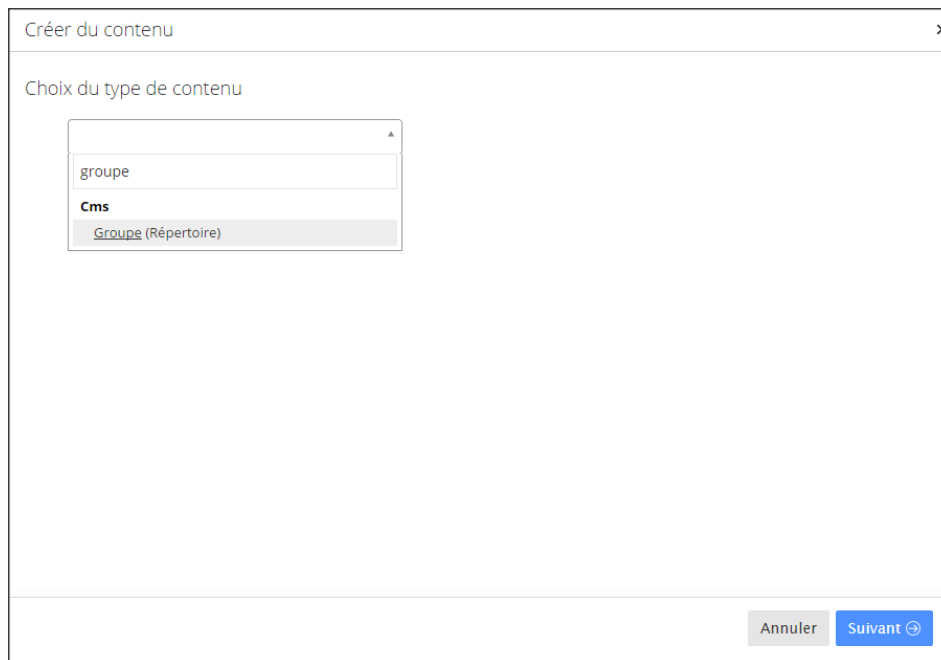 Créer du contenu
Choix du type de contenu
groupe
Cms
Groupe (Répertoire)
Annuler
Suivant